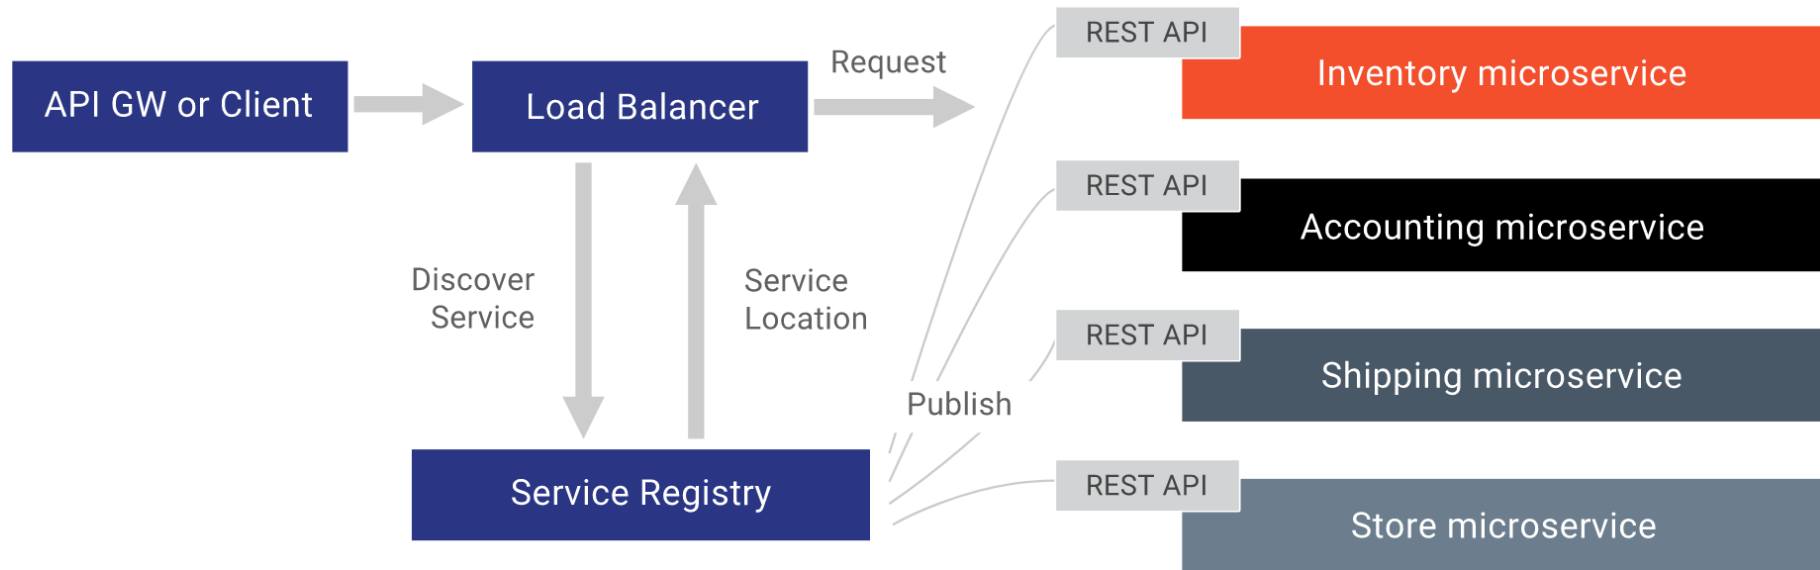 API GW or Client
Load Balancer
Request
Discover
Service
Service
Location
Service Registry
Publish
REST API
Inventory microservice
REST API
Accounting microservice
REST API
Shipping microservice
REST API
Store microservice